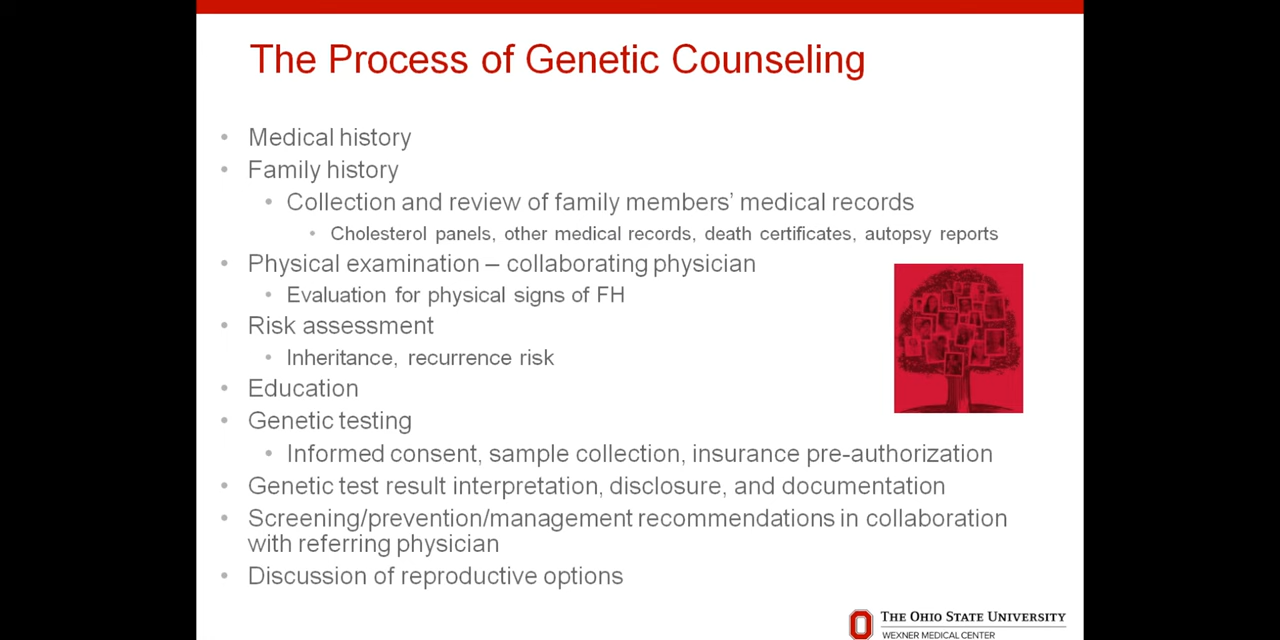 The Process of Genetic Counseling
• Medical history
• Family history
• Collection and review of family members’ medical records
• Cholesterol panels, other medical records, death certificates, autopsy reports
• Physical examination – collaborating physician
• Evaluation for physical signs of FH
• Risk assessment
• Inheritance, recurrence risk
• Education
• Genetic testing
• Informed consent, sample collection, insurance pre-authorization
• Genetic test result interpretation, disclosure, and documentation
• Screening/prevention/management recommendations in collaboration
with referring physician
• Discussion of reproductive options
THE OHIO STATE UNIVERSITY
WEXNER MEDICAL CENTER